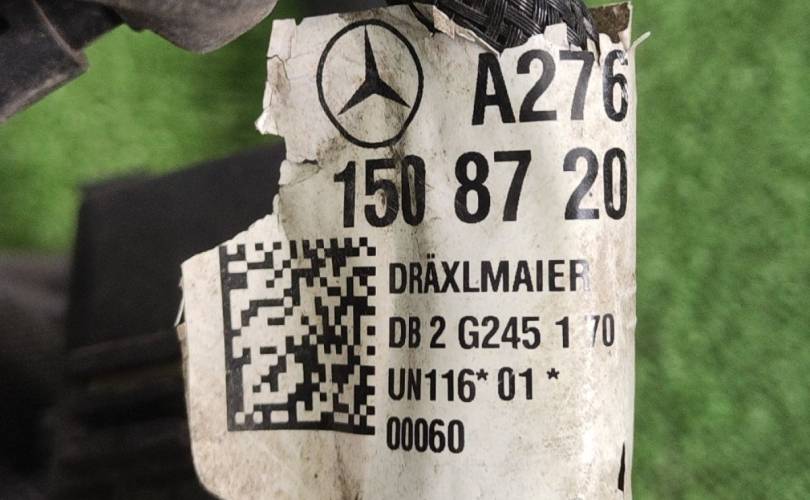 A276
150 87 20
DRÄXLMAIER
DB 2 G245 1 70
UN116* 01 *
00060